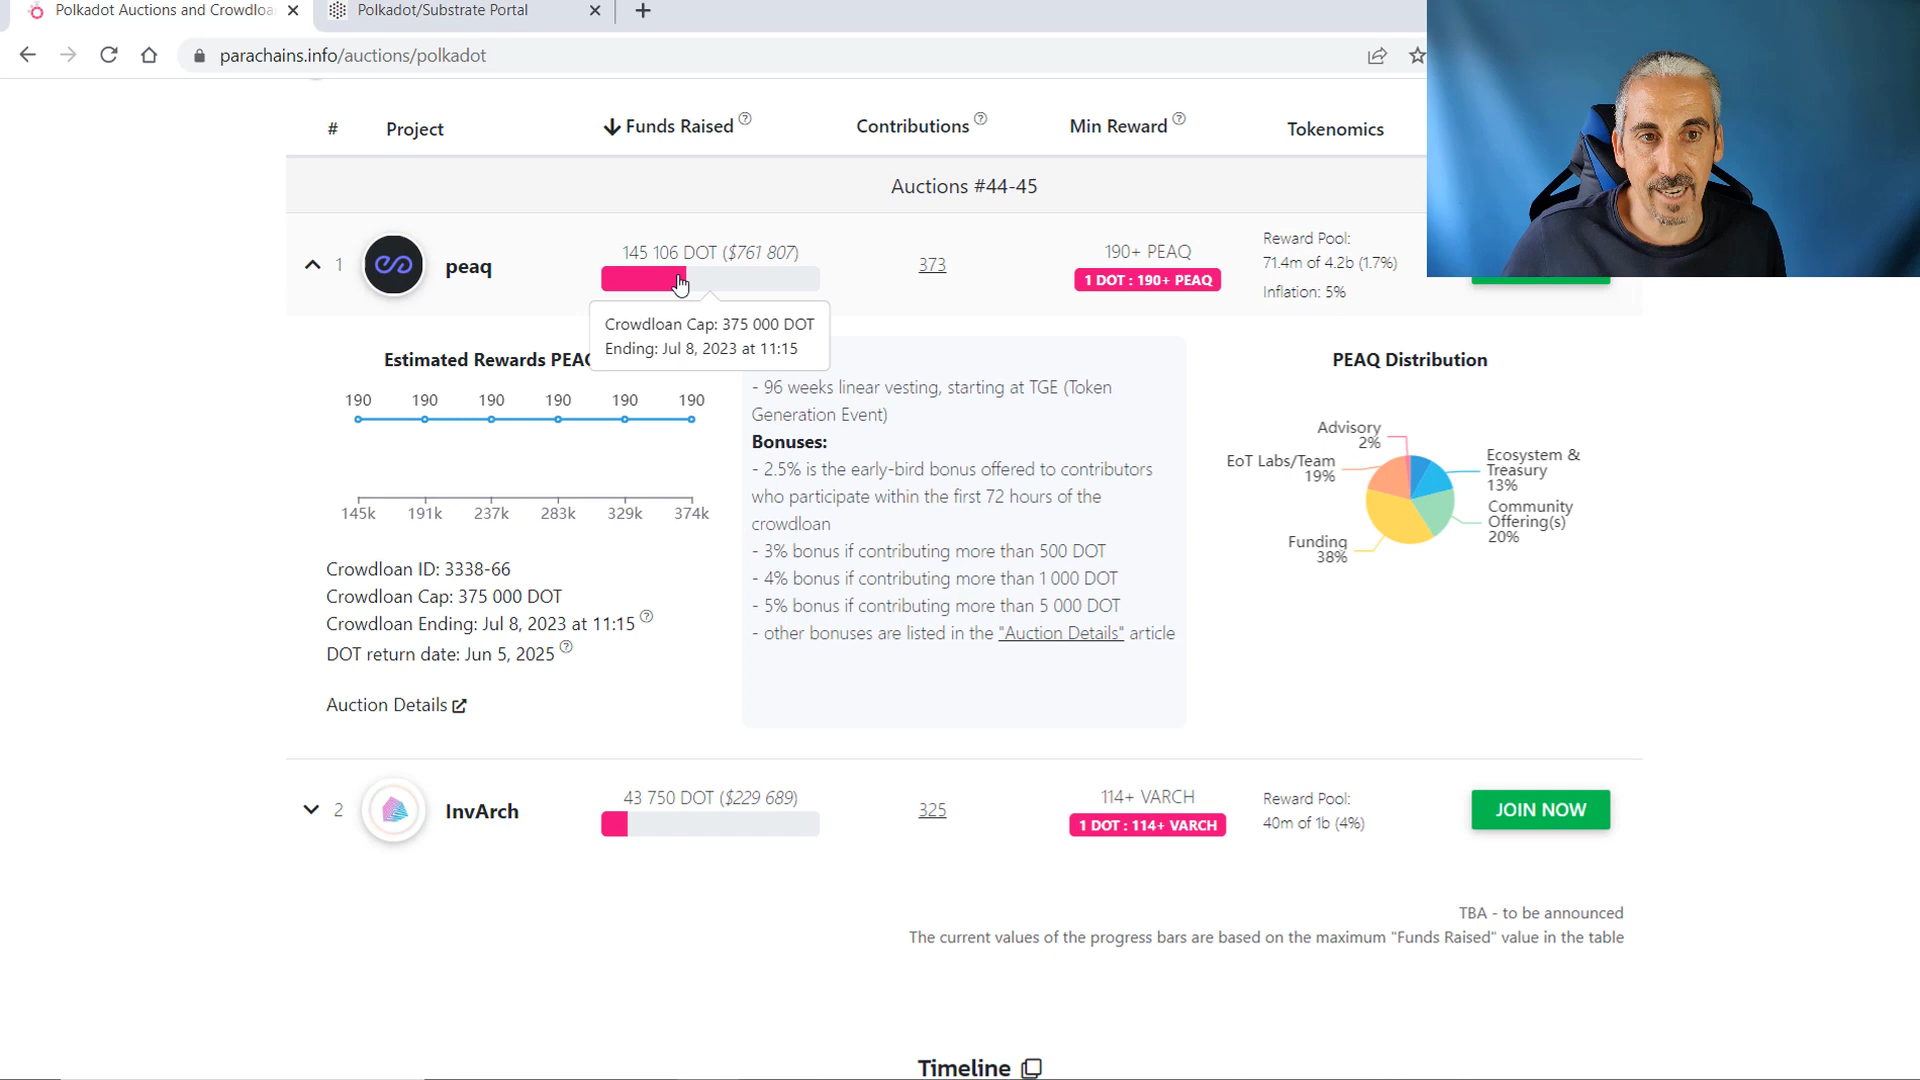 Polkadot Auctions and Crowdloa
Polkadot/Substrate Portal
parachains.info/auctions/polkadot
#
Project
Funds Raised
Contributions
Min Reward
Tokenomics
Auctions #44-45
1
peaq
145 106 DOT ($761 807)
373
190+ PEAQ
1 DOT : 190+ PEAQ
Reward Pool:
71.4m of 4.2b (1.7%)
Inflation: 5%
Crowdloan Cap: 375 000 DOT
Ending: Jul 8, 2023 at 11:15
Estimated Rewards PEAQ
190 190 190 190 190 190
145k 191k 237k 283k 329k 374k
Crowdloan ID: 3338-66
Crowdloan Cap: 375 000 DOT
Crowdloan Ending: Jul 8, 2023 at 11:15
DOT return date: Jun 5, 2025
Auction Details
- 96 weeks linear vesting, starting at TGE (Token
Generation Event)
Bonuses:
- 2.5% is the early-bird bonus offered to contributors
who participate within the first 72 hours of the
crowdloan
- 3% bonus if contributing more than 500 DOT
- 4% bonus if contributing more than 1 000 DOT
- 5% bonus if contributing more than 5 000 DOT
- other bonuses are listed in the "Auction Details" article
PEAQ Distribution
Advisory
2%
EoT Labs/Team
19%
Ecosystem &
Treasury
13%
Community
Offering(s)
20%
Funding
38%
2
InvArch
43 750 DOT ($229 689)
325
114+ VARCH
1 DOT : 114+ VARCH
Reward Pool:
40m of 1b (4%)
JOIN NOW
TBA - to be announced
The current values of the progress bars are based on the maximum "Funds Raised" value in the table
Timeline